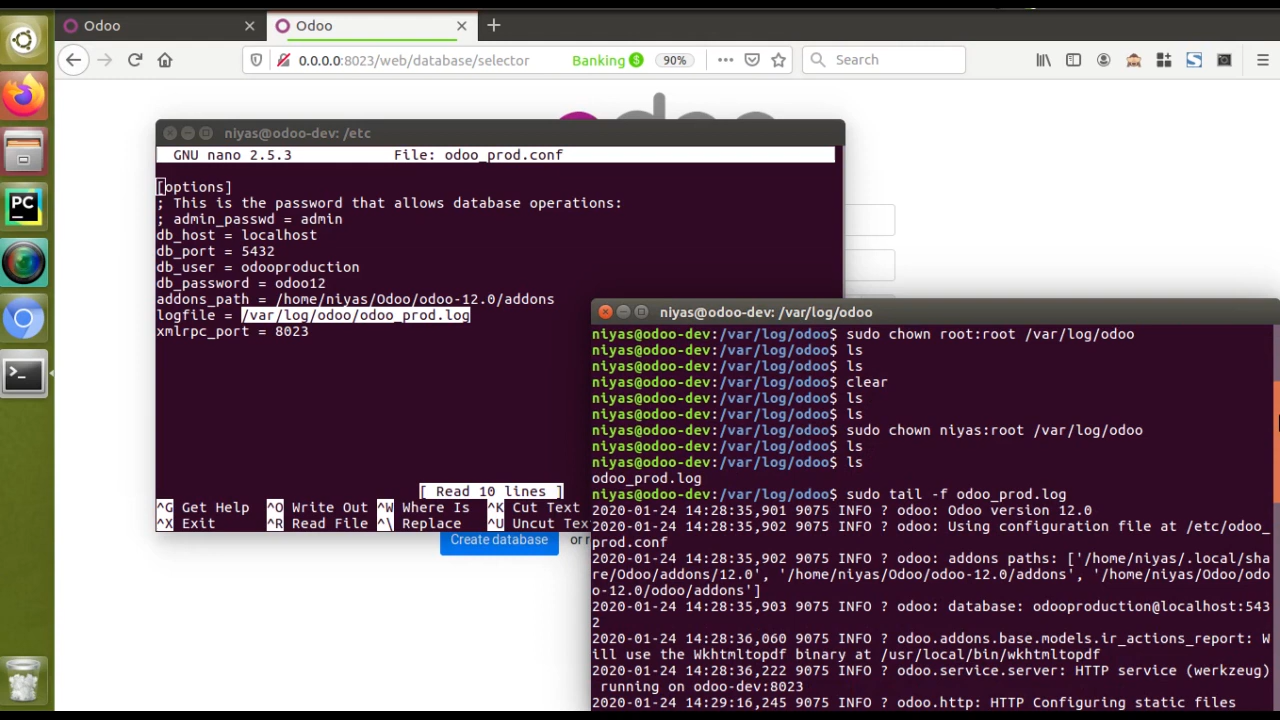 Odoo
Odoo
0.0.0.0:8023/web/database/selector
Banking
90%
Search
odoo
niyas@odoo-dev: /etc
GNU nano 2.5.3 File: odoo_prod.conf
[options]
; This is the password that allows database operations:
; admin_passwd = admin
db_host = localhost
db_port = 5432
db_user = odooproduction
db_password = odoo12
addons_path = /home/niyas/Odoo/odoo-12.0/addons
logfile = /var/log/odoo/odoo_prod.log
xmlrpc_port = 8023
[ Read 10 lines ]
^G Get Help ^O Write Out ^W Where Is ^K Cut Text
^X Exit ^R Read File ^\ Replace ^U Uncut Tex
Create database or r
niyas@odoo-dev: /var/log/odoo
niyas@odoo-dev:/var/log/odoo$ sudo chown root:root /var/log/odoo
niyas@odoo-dev:/var/log/odoo$ ls
niyas@odoo-dev:/var/log/odoo$ ls
niyas@odoo-dev:/var/log/odoo$ clear
niyas@odoo-dev:/var/log/odoo$ ls
niyas@odoo-dev:/var/log/odoo$ ls
niyas@odoo-dev:/var/log/odoo$ sudo chown niyas:root /var/log/odoo
niyas@odoo-dev:/var/log/odoo$ ls
niyas@odoo-dev:/var/log/odoo$ ls
odoo_prod.log
niyas@odoo-dev:/var/log/odoo$ sudo tail -f odoo_prod.log
2020-01-24 14:28:35,901 9075 INFO ? odoo: Odoo version 12.0
2020-01-24 14:28:35,902 9075 INFO ? odoo: Using configuration file at /etc/odoo_
prod.conf
2020-01-24 14:28:35,902 9075 INFO ? odoo: addons paths: ['/home/niyas/.local/sha
re/Odoo/addons/12.0', '/home/niyas/Odoo/odoo-12.0/addons', '/home/niyas/Odoo/odo
o-12.0/odoo/addons']
2020-01-24 14:28:35,903 9075 INFO ? odoo: database: odooproduction@localhost:543
2
2020-01-24 14:28:36,060 9075 INFO ? odoo.addons.base.models.ir_actions_report: W
ill use the Wkhtmltopdf binary at /usr/local/bin/wkhtmltopdf
2020-01-24 14:28:36,222 9075 INFO ? odoo.service.server: HTTP service (werkzeug)
running on odoo-dev:8023
2020-01-24 14:29:16,245 9075 INFO ? odoo.http: HTTP Configuring static files